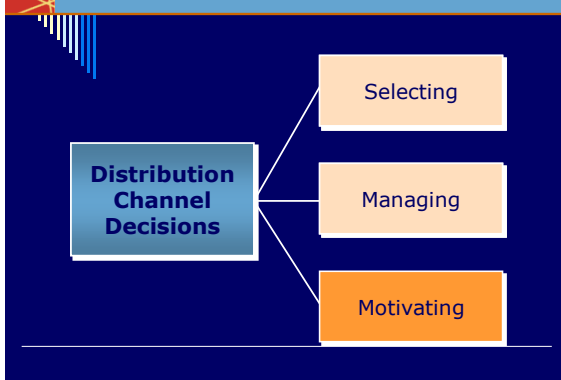 Selecting
Distribution
Channel
Decisions
Managing
Motivating